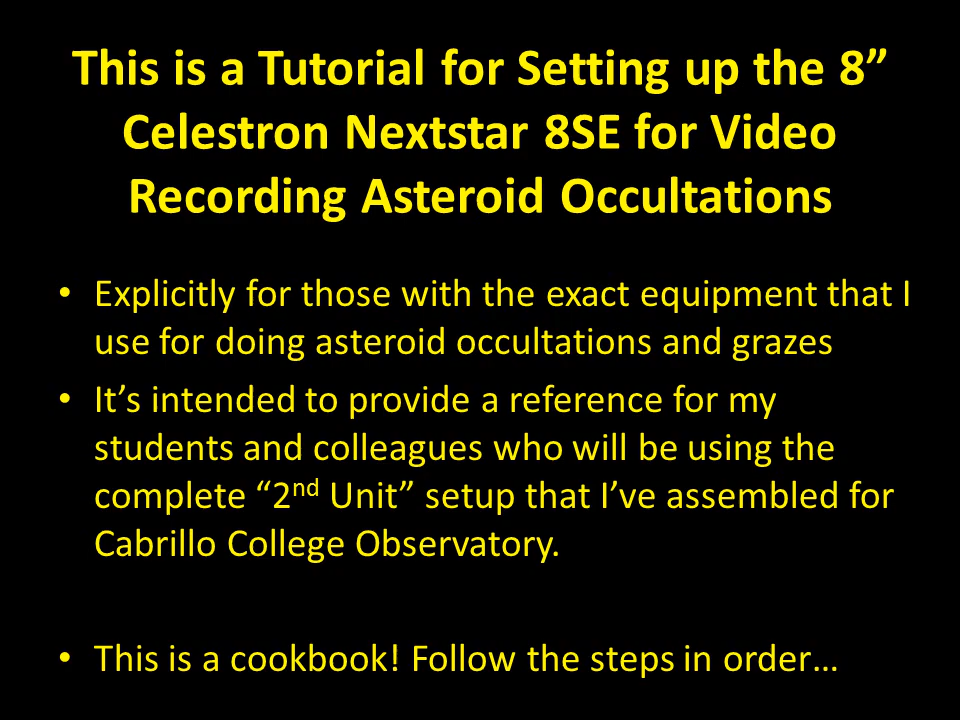 This is a Tutorial for Setting up the 8”
Celestron Nextstar 8SE for Video
Recording Asteroid Occultations
• Explicitly for those with the exact equipment that I
use for doing asteroid occultations and grazes
• It’s intended to provide a reference for my
students and colleagues who will be using the
complete “2nd Unit” setup that I’ve assembled for
Cabrillo College Observatory.
• This is a cookbook! Follow the steps in order…